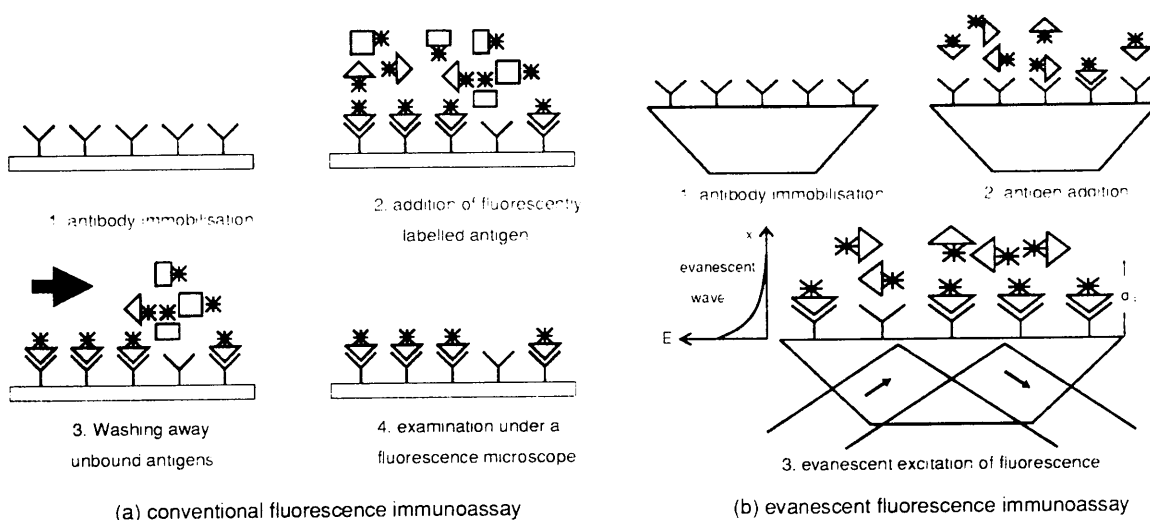 1. antibody immobilisation
2. addition of fluorescently
labelled antigen
3. Washing away
unbound antigens
4. examination under a
fluorescence microscope
(a) conventional fluorescence immunoassay
1. antibody immobilisation
2. antigen addition
x
evanescent
wave
E
3. evanescent excitation of fluorescence
(b) evanescent fluorescence immunoassay